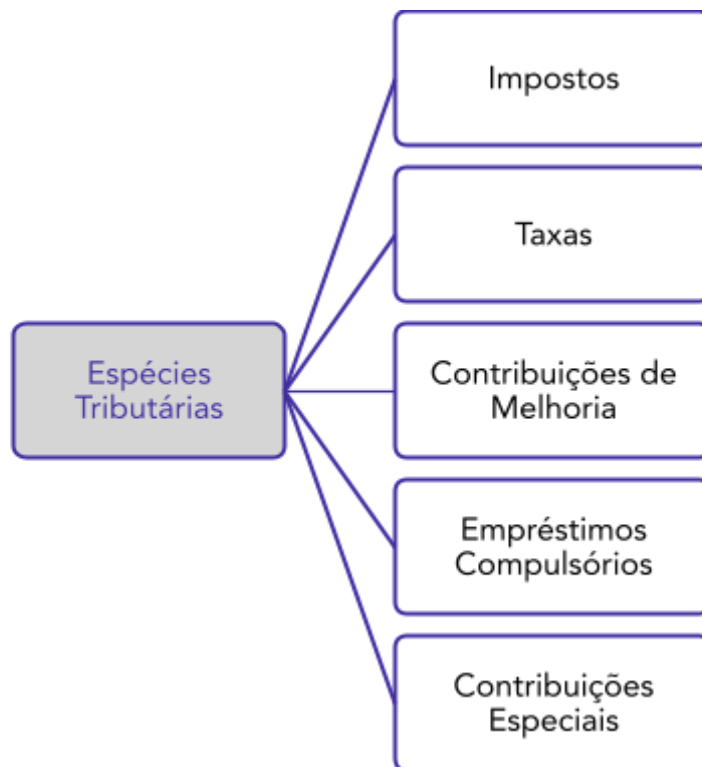 Impostos
Taxas
Espécies
Tributárias
Contribuições de
Melhoria
Empréstimos
Compulsórios
Contribuições
Especiais